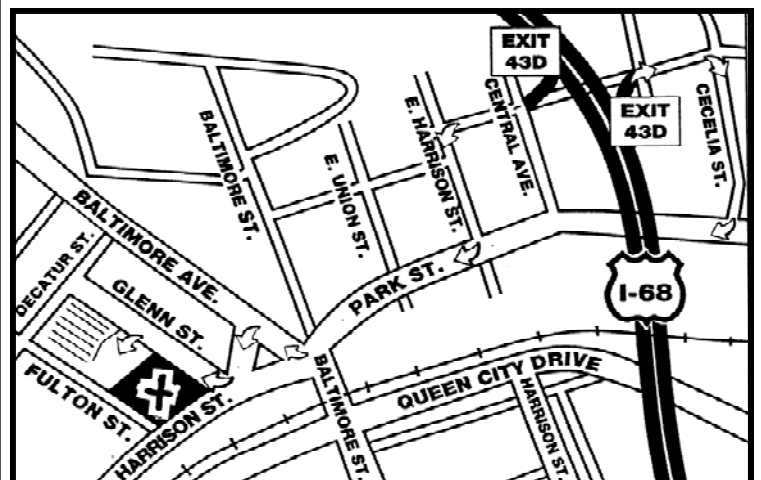 EXIT
43D
EXIT
43D
CENTRAL AVE.
CECELIA ST.
E. HARRISON ST.
BALTIMORE ST.
E. UNION ST.
BALTIMORE AVE.
PARK ST.
DECATUR ST.
GLENN ST.
I-68
FULTON ST.
HARRISON ST.
BALTIMORE ST.
QUEEN CITY DRIVE
HARRISON ST.